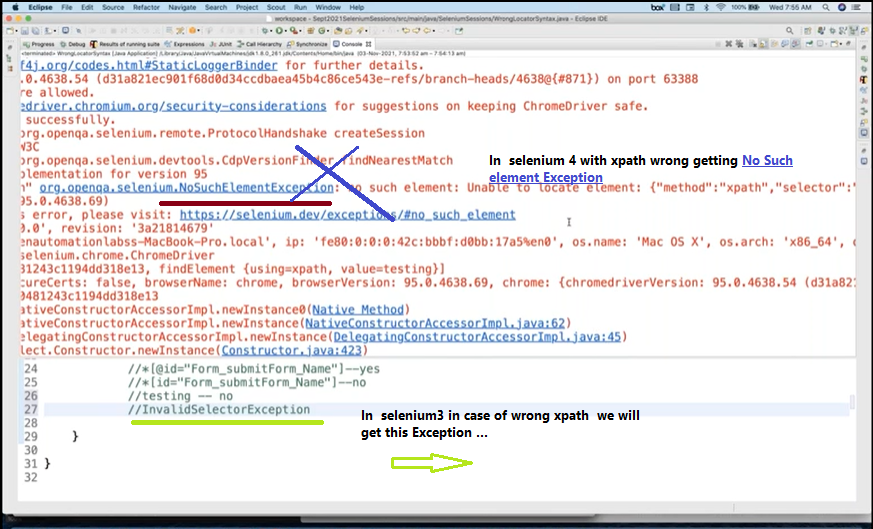 Eclipse File Edit Source Refactor Navigate Search Project Scout Run Window Help 100% Wed 7:55 AM
workspace - Sept2021SeleniumSessions/src/main/java/SeleniumSessions/WrongLocatorSyntax.java - Eclipse IDE
Progress Debug Results of running suite Expressions JUnit Call Hierarchy Synchronize Console
<terminated> WrongLocatorSyntax [Java Application] /Library/Java/JavaVirtualMachines/jdk1.8.0_261.jdk/Contents/Home/bin/java (03-Nov-2021, 7:53:52 am – 7:54:13 am)
f4j.org/codes.html#StaticLoggerBinder for further details.
.0.4638.54 (d31a821ec901f68d0d34ccdbaea45b4c86ce543e-refs/branch-heads/4638@{#871}) on port 63388
re allowed.
edriver.chromium.org/security-considerations for suggestions on keeping ChromeDriver safe.
successfully.
org.openqa.selenium.remote.ProtocolHandshake createSession
W3C
org.openqa.selenium.devtools.CdpVersionFinder findNearestMatch
plementation for version 95
In selenium 4 with xpath wrong getting No Such
element Exception
n" org.openqa.selenium.NoSuchElementException: no such element: Unable to locate element: {"method":"xpath","selector":"
95.0.4638.69)
s error, please visit: https://selenium.dev/exceptions/#no_such_element
0.0', revision: '3a21814679'
enautomationlabss-MacBook-Pro.local', ip: 'fe80:0:0:0:42c:bbbf:d0bb:17a5%en0', os.name: 'Mac OS X', os.arch: 'x86_64',
selenium.chrome.ChromeDriver
81243c1194dd318e13, findElement {using=xpath, value=testing}]
cureCerts: false, browserName: chrome, browserVersion: 95.0.4638.69, chrome: {chromedriverVersion: 95.0.4638.54 (d31a82
0481243c1194dd318e13
ativeConstructorAccessorImpl.newInstance0(Native Method)
ativeConstructorAccessorImpl.newInstance(NativeConstructorAccessorImpl.java:62)
elegatingConstructorAccessorImpl.newInstance(DelegatingConstructorAccessorImpl.java:45)
lect.Constructor.newInstance(Constructor.java:423)
24 //*[@id="Form_submitForm_Name"]--yes
25 //*[id="Form_submitForm_Name"]--no
26 //testing -- no
27 //InvalidSelectorException
In selenium3 in case of wrong xpath we will
get this Exception ...
28
29 }
30
31 }
32